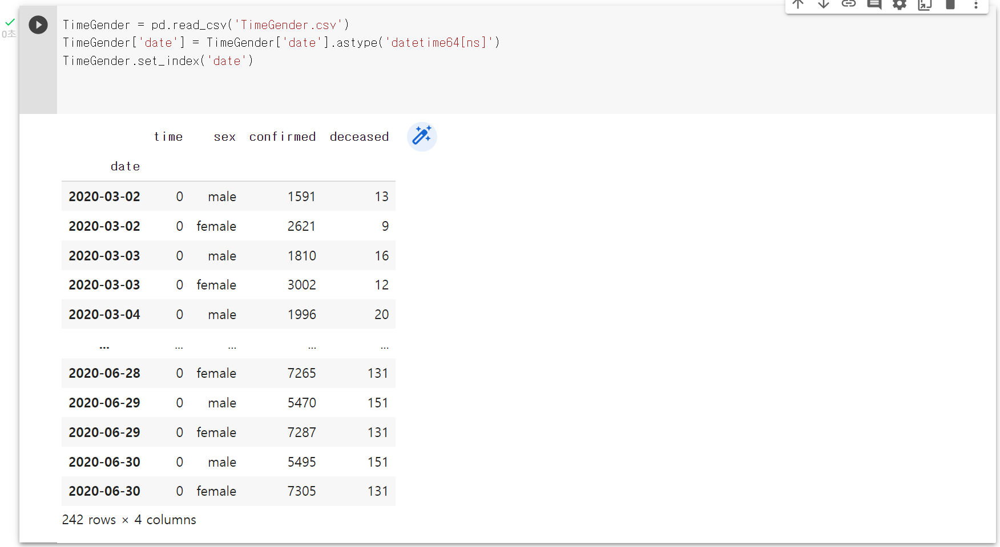 0초
TimeGender = pd.read_csv('TimeGender.csv')
TimeGender['date'] = TimeGender['date'].astype('datetime64[ns]')
TimeGender.set_index('date')
time sex confirmed deceased
date
2020-03-02 0 male 1591 13
2020-03-02 0 female 2621 9
2020-03-03 0 male 1810 16
2020-03-03 0 female 3002 12
2020-03-04 0 male 1996 20
... ... ... ... ...
2020-06-28 0 female 7265 131
2020-06-29 0 male 5470 151
2020-06-29 0 female 7287 131
2020-06-30 0 male 5495 151
2020-06-30 0 female 7305 131
242 rows × 4 columns